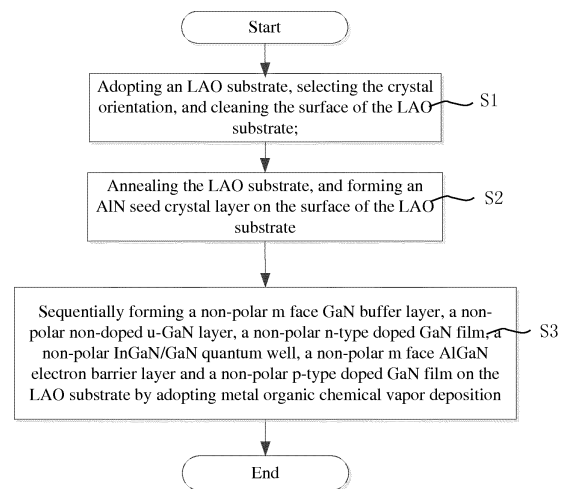 Start
Adopting an LAO substrate, selecting the crystal
orientation, and cleaning the surface of the LAO
substrate;
S1
Annealing the LAO substrate, and forming an
AlN seed crystal layer on the surface of the LAO
substrate
S2
Sequentially forming a non-polar m face GaN buffer layer, a non-
polar non-doped u-GaN layer, a non-polar n-type doped GaN film, a
non-polar InGaN/GaN quantum well, a non-polar m face AlGaN
electron barrier layer and a non-polar p-type doped GaN film on the
LAO substrate by adopting metal organic chemical vapor deposition
S3
End